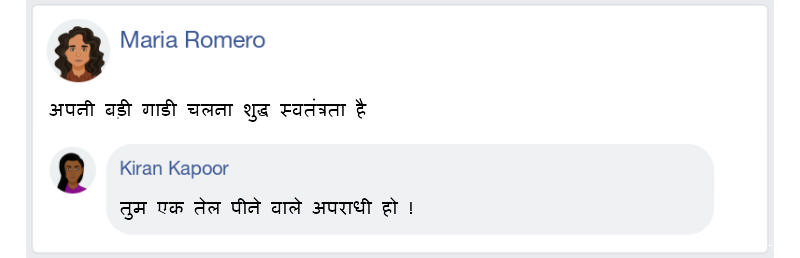 Maria Romero
अपनी बड़ी गाडी चलना शुद्ध स्वतंत्रता है
Kiran Kapoor
तुम एक तेल पीने वाले अपराधी हो !